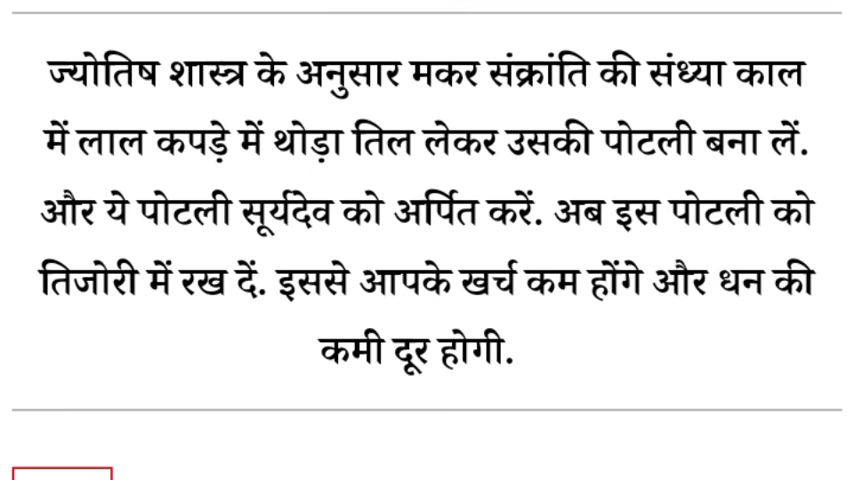 ज्योतिष शास्त्र के अनुसार मकर संक्रांति की संध्या काल
में लाल कपड़े में थोड़ा तिल लेकर उसकी पोटली बना लें.
और ये पोटली सूर्यदेव को अर्पित करें. अब इस पोटली को
तिजोरी में रख दें. इससे आपके खर्च कम होंगे और धन की
कमी दूर होगी.